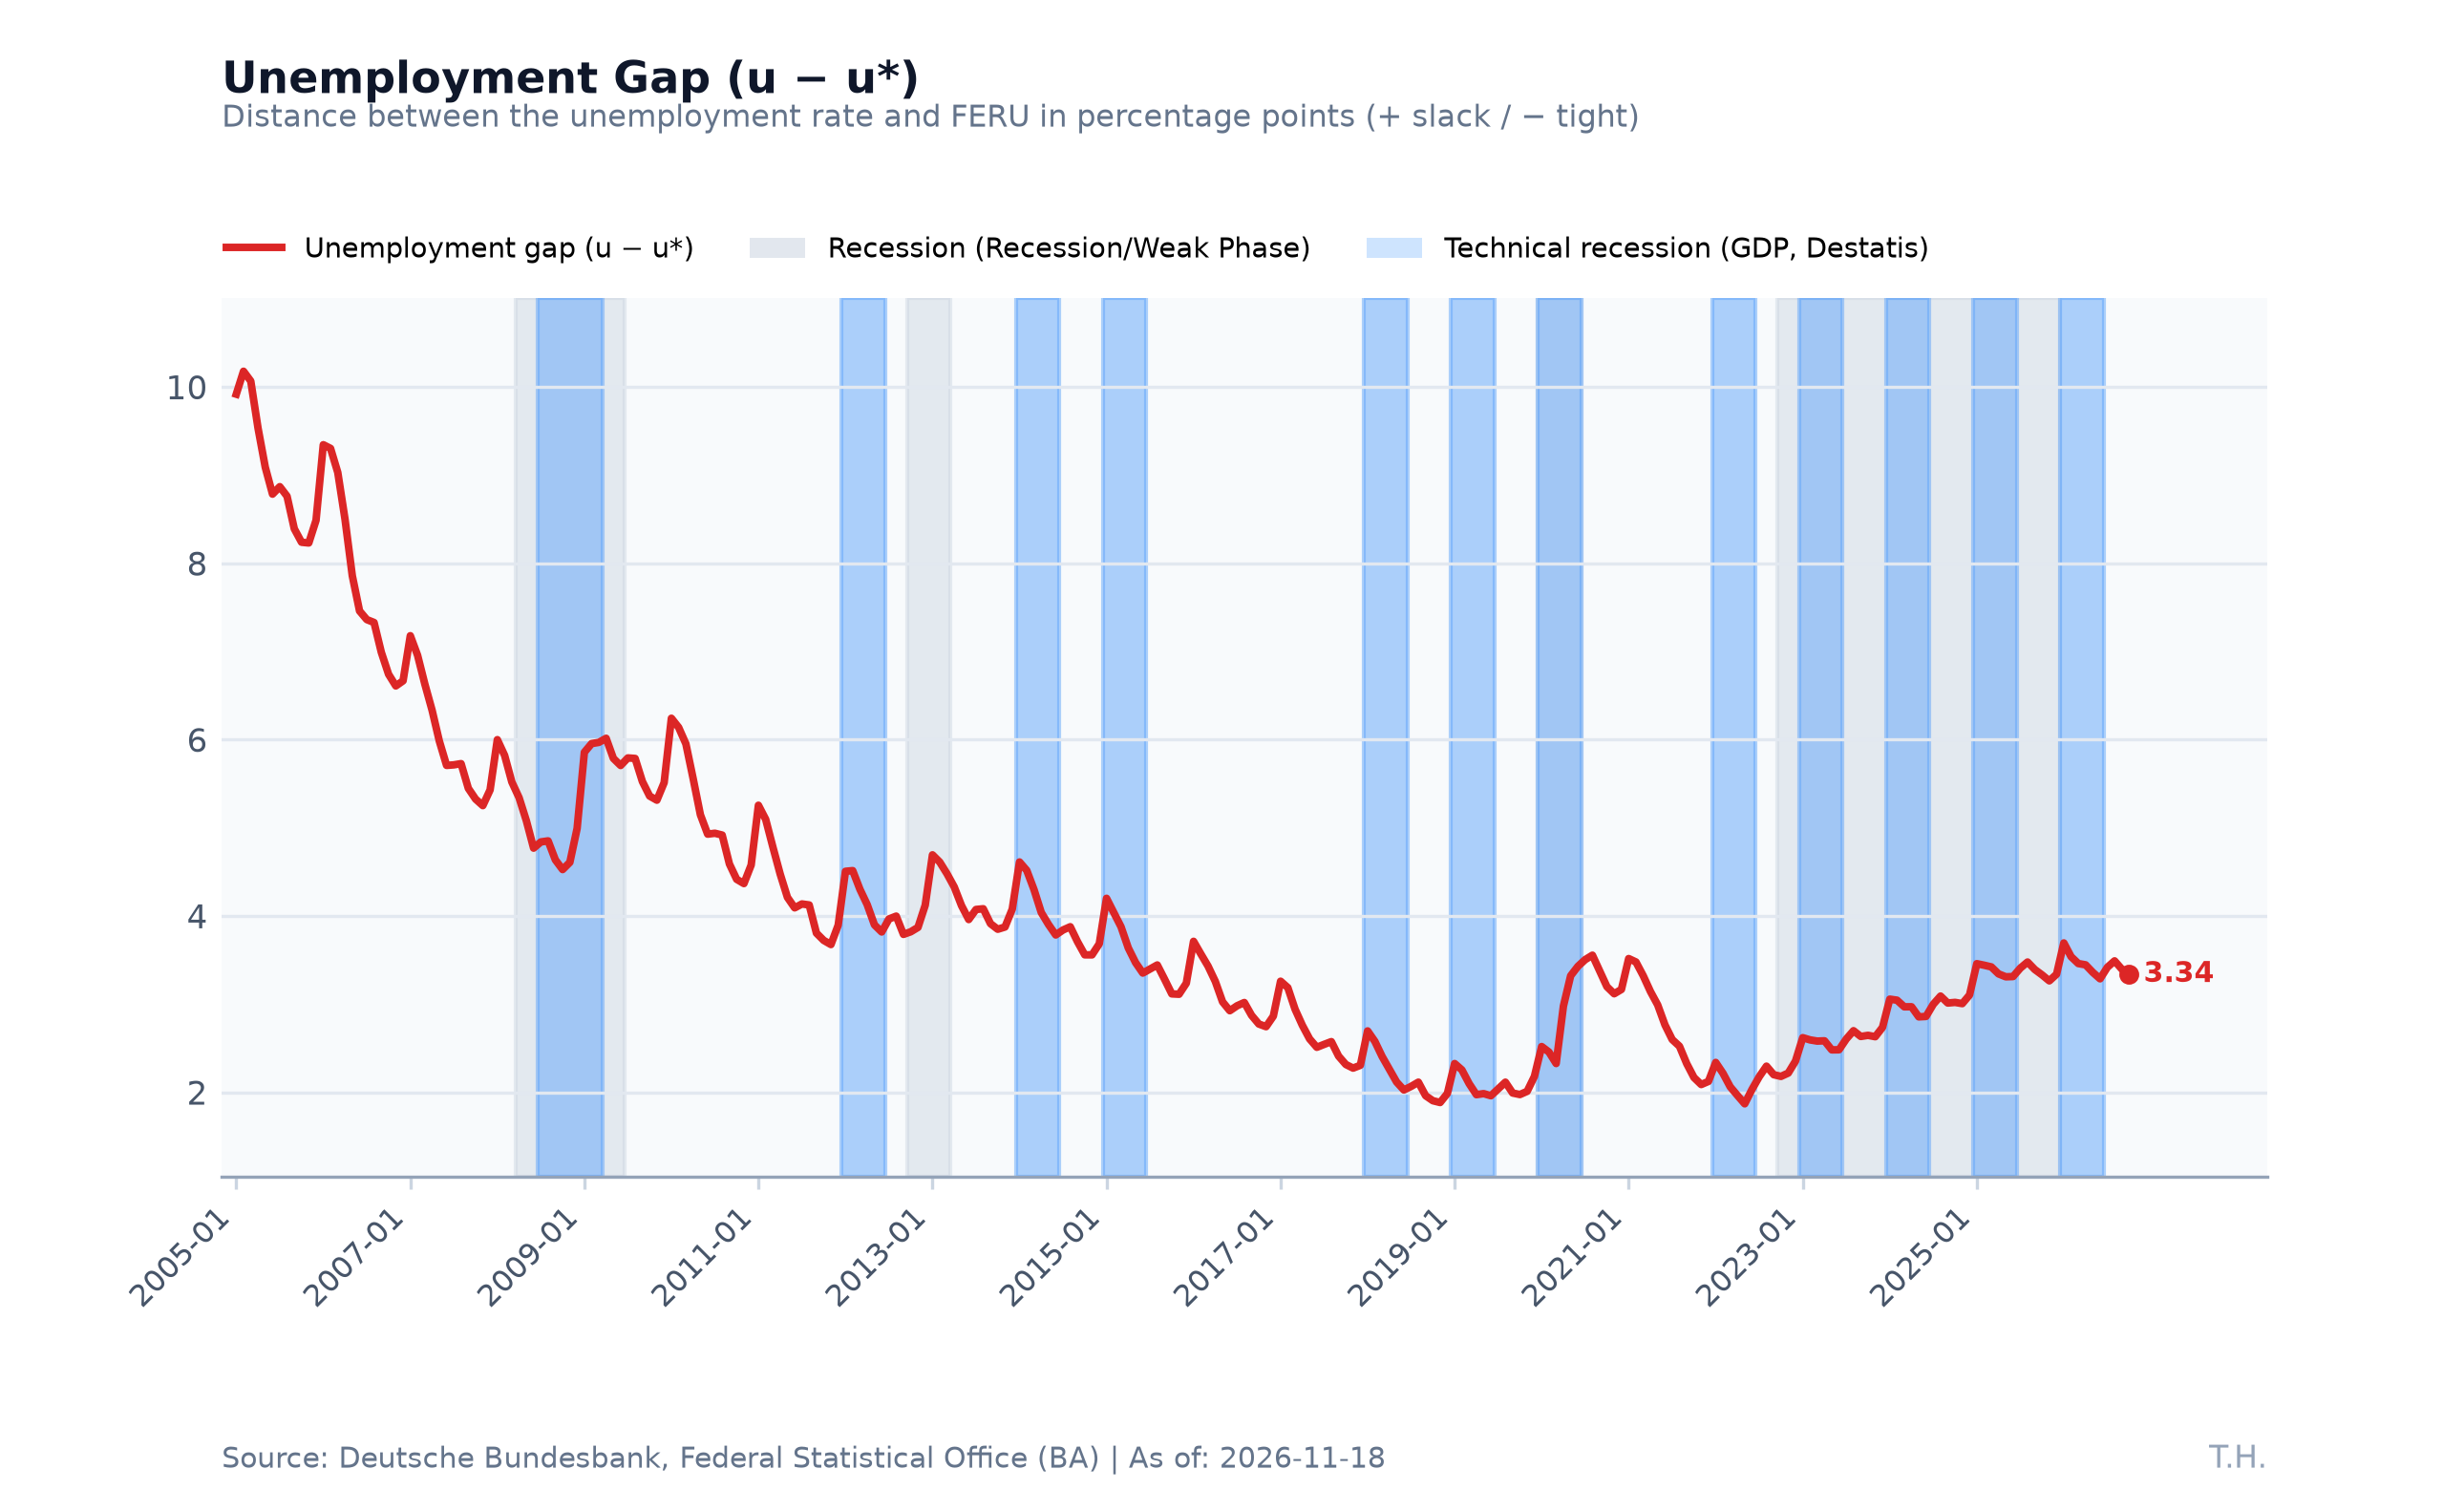 Unemployment Gap (u − u*)
Distance between the unemployment rate and FERU in percentage points (+ slack / − tight)
Unemployment gap (u − u*)
Recession (Recession/Weak Phase)
Technical recession (GDP, Destatis)
10
8
6
4
2
3.34
2005-01
2007-01
2009-01
2011-01
2013-01
2015-01
2017-01
2019-01
2021-01
2023-01
2025-01
Source: Deutsche Bundesbank, Federal Statistical Office (BA) | As of: 2026-11-18
T.H.